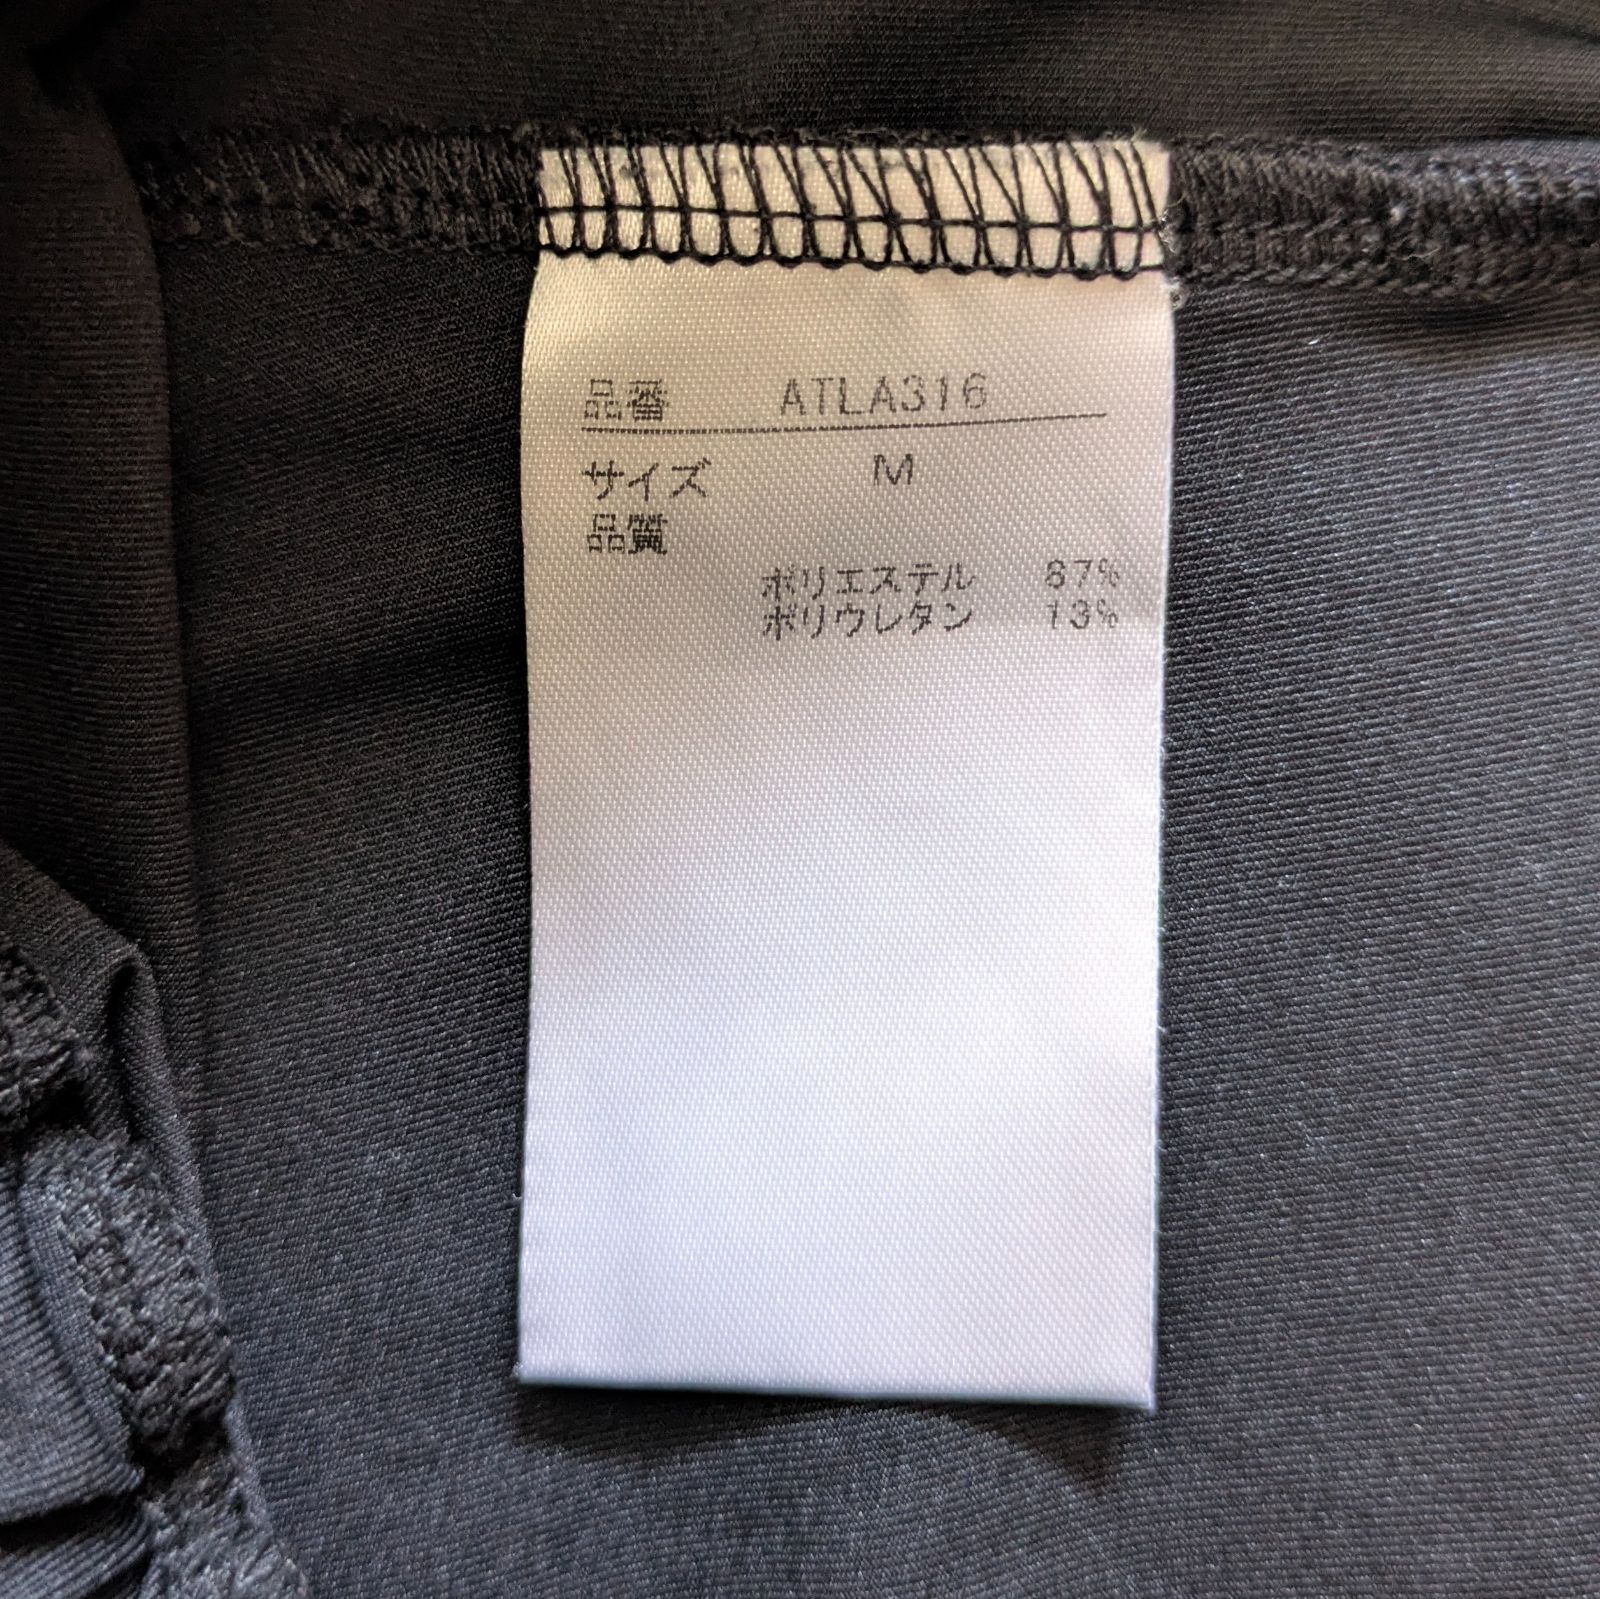 品番 ATLA316
サイズ M
品質
ポリエステル 87%
ポリウレタン 13%